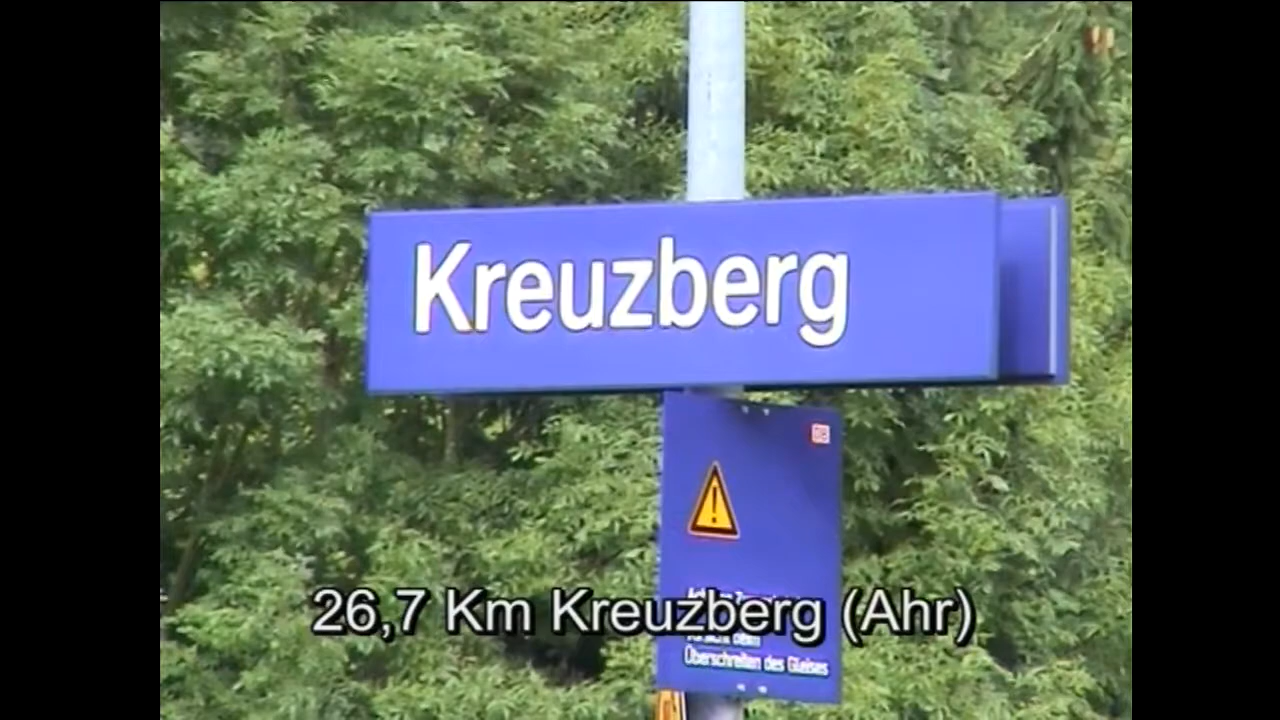 Kreuzberg
DB
26,7 Km Kreuzberg (Ahr)
Überschreiten des Gleises